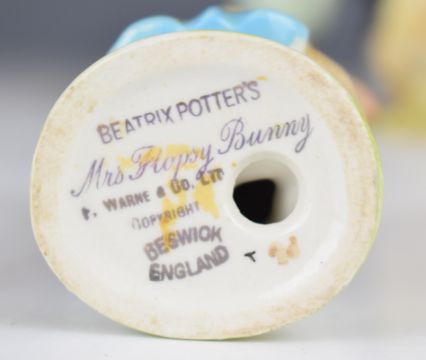 BEATRIX POTTER'S
Mrs Flopsy Bunny
F. WARNE & CO. LTD
COPYRIGHT
BESWICK
ENGLAND T